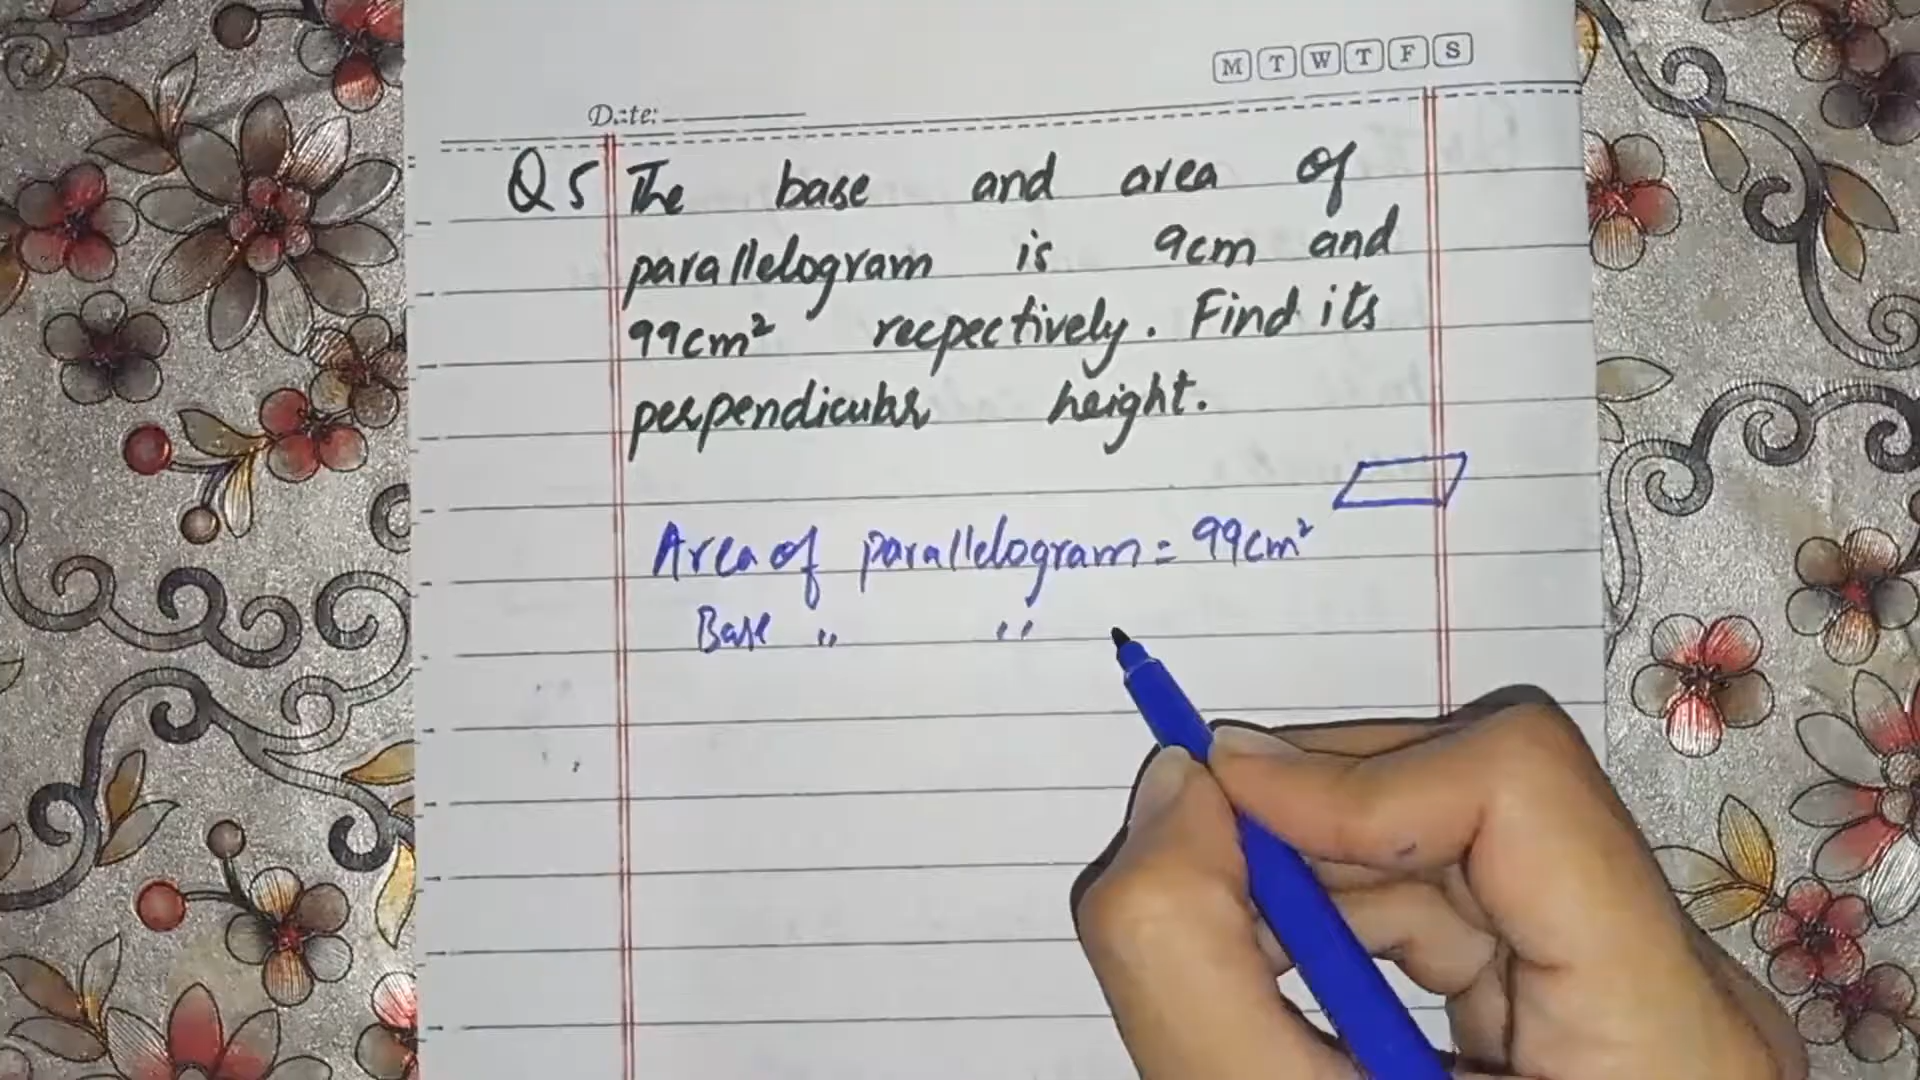 M T W T F S
Date:
Q 5 The base and area of
parallelogram is 9cm and
99cm² recpectively. Find its
perpendicular height.
Area of parallelogram = 99cm²
Base " "